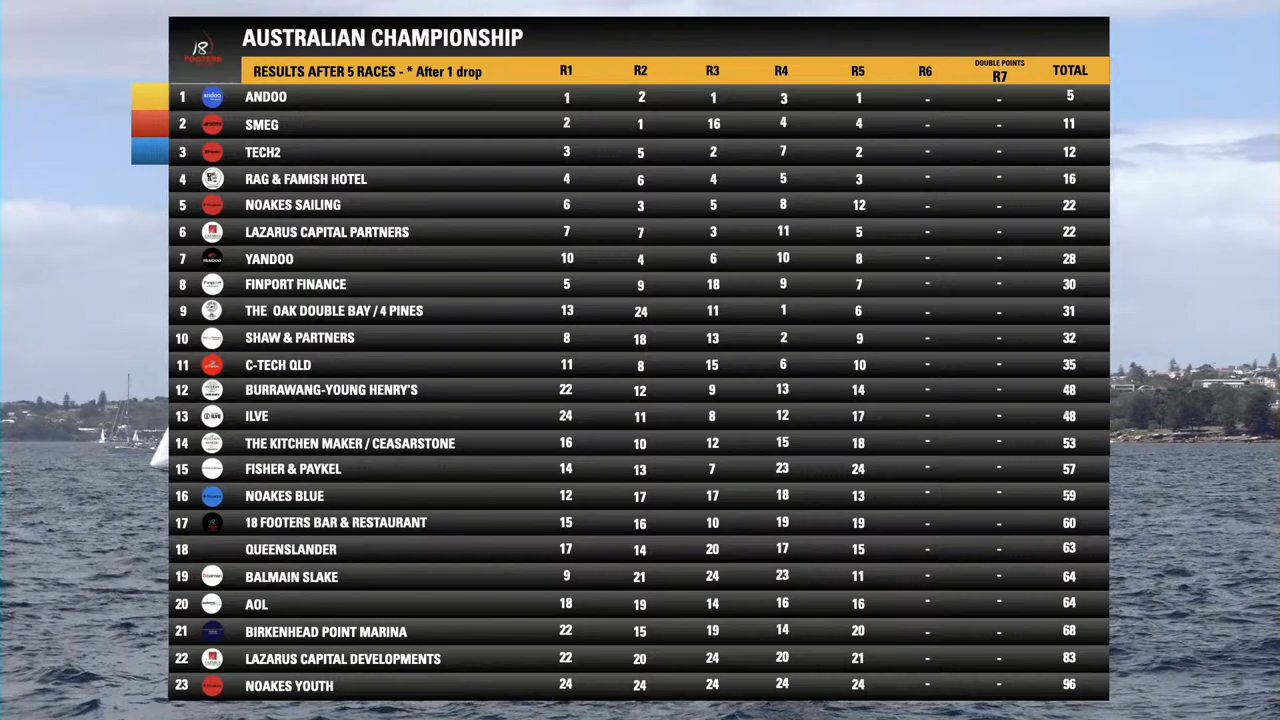 18 FOOTERS AUSTRALIAN CHAMPIONSHIP
RESULTS AFTER 5 RACES - * After 1 drop R1 R2 R3 R4 R5 R6 DOUBLE POINTS R7 TOTAL
1 andoo ANDOO 1 2 1 3 1 - - 5
2 SMEG 2 1 16 4 4 - - 11
3 TECH2 3 5 2 7 2 - - 12
4 RAG & FAMISH HOTEL 4 6 4 5 3 - - 16
5 NOAKES SAILING 6 3 5 8 12 - - 22
6 LAZARUS CAPITAL PARTNERS 7 7 3 11 5 - - 22
7 YANDOO 10 4 6 10 8 - - 28
8 FINPORT FINANCE 5 9 18 9 7 - - 30
9 THE OAK DOUBLE BAY / 4 PINES 13 24 11 1 6 - - 31
10 SHAW & PARTNERS 8 18 13 2 9 - - 32
11 C-TECH QLD 11 8 15 6 10 - - 35
12 BURRAWANG-YOUNG HENRY'S 22 12 9 13 14 - - 48
13 ILVE ILVE 24 11 8 12 17 - - 48
14 THE KITCHEN MAKER / CEASARSTONE 16 10 12 15 18 - - 53
15 FISHER & PAYKEL 14 13 7 23 24 - - 57
16 NOAKES BLUE 12 17 17 18 13 - - 59
17 18 FOOTERS BAR & RESTAURANT 15 16 10 19 19 - - 60
18 QUEENSLANDER 17 14 20 17 15 - - 63
19 BALMAIN SLAKE 9 21 24 23 11 - - 64
20 AOL 18 19 14 16 16 - - 64
21 BIRKENHEAD POINT MARINA 22 15 19 14 20 - - 68
22 LAZARUS CAPITAL DEVELOPMENTS 22 20 24 20 21 - - 83
23 NOAKES YOUTH 24 24 24 24 24 - - 96